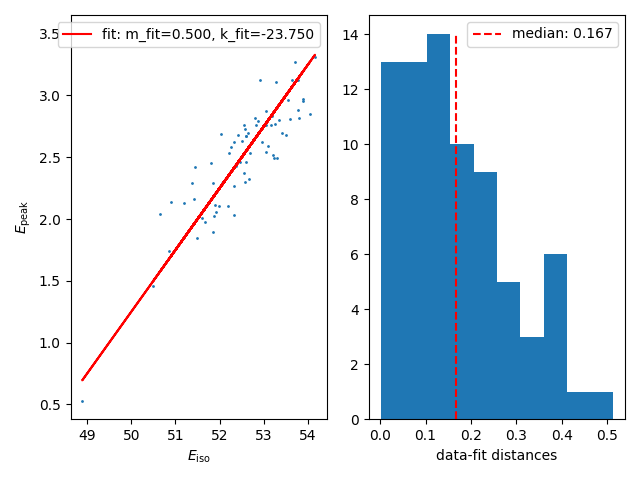 fit: m_fit=0.500, k_fit=-23.750
3.5
3.0
2.5
2.0
1.5
1.0
0.5
E_peak
49 50 51 52 53 54
E_iso
median: 0.167
14
12
10
8
6
4
2
0
0.0 0.1 0.2 0.3 0.4 0.5
data-fit distances